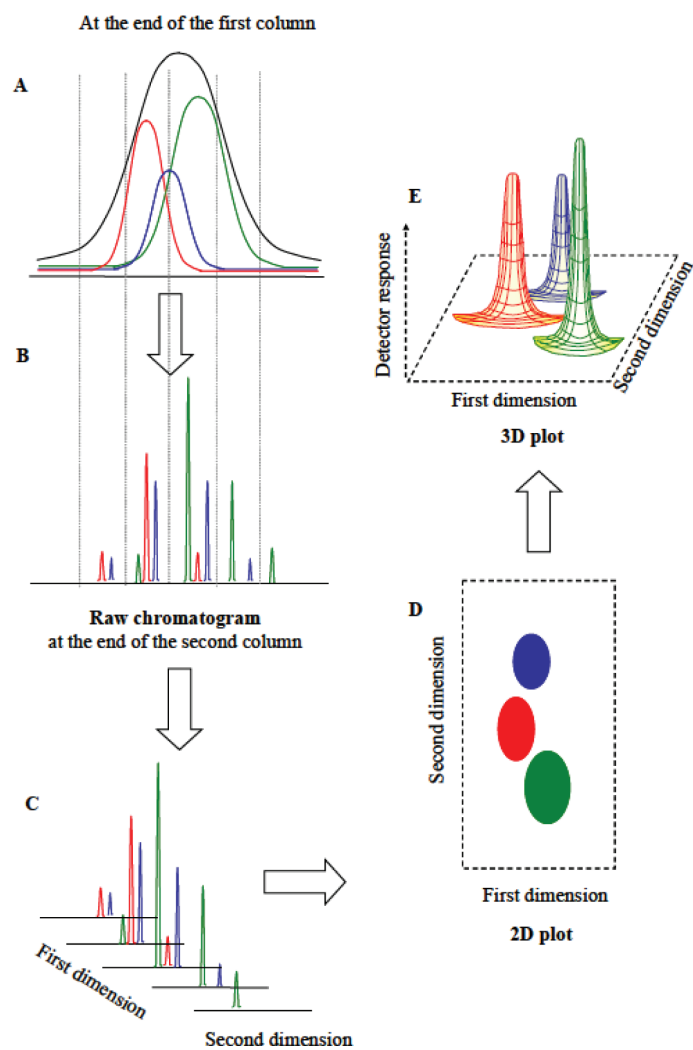 At the end of the first column
A
B
Raw chromatogram
at the end of the second column
C
First dimension
Second dimension
E
Detector response
First dimension
Second dimension
3D plot
D
Second dimension
First dimension
2D plot